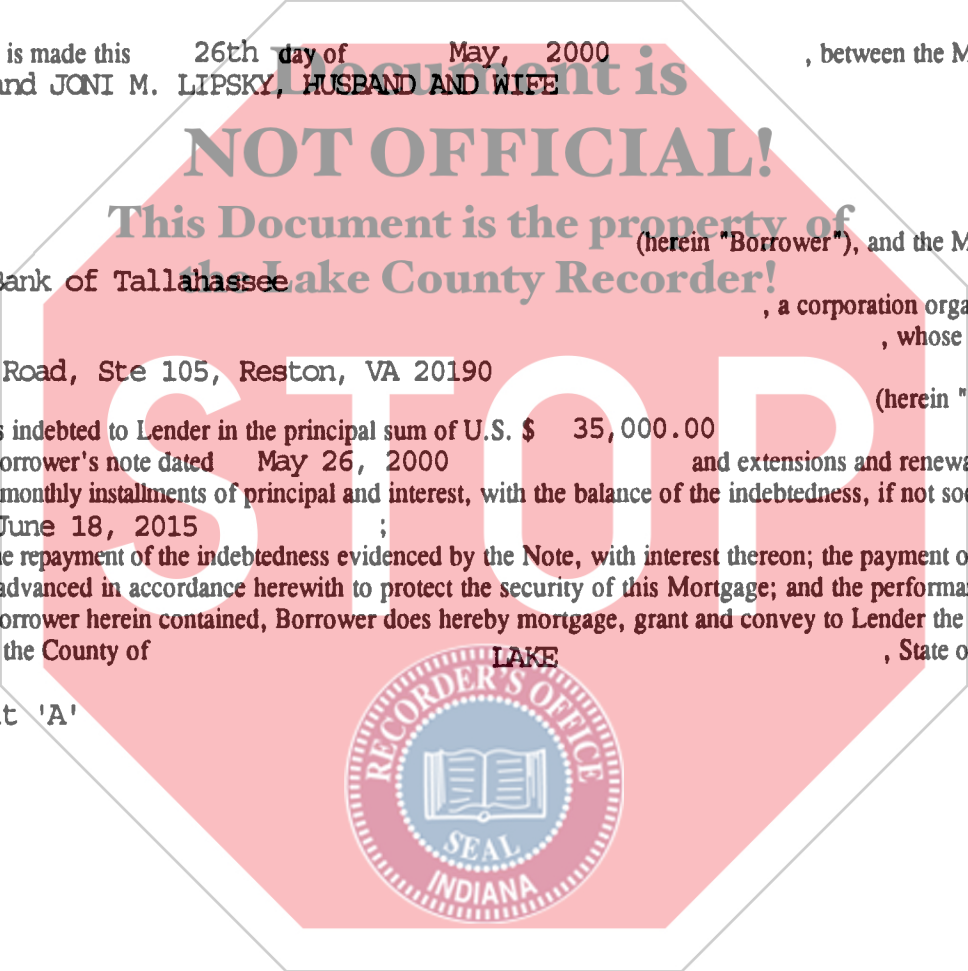 is made this 26th day of May, 2000 , between the M
and JONI M. LIPSKY, HUSBAND AND WIFE
Document is
NOT OFFICIAL!
This Document is the property of
the Lake County Recorder!
(herein "Borrower"), and the M
Bank of Tallahassee
, a corporation orga
, whose
Road, Ste 105, Reston, VA 20190
(herein "
s indebted to Lender in the principal sum of U.S. $ 35,000.00
orrower's note dated May 26, 2000 and extensions and renewa
monthly installments of principal and interest, with the balance of the indebtedness, if not soo
June 18, 2015 ;
e repayment of the indebtedness evidenced by the Note, with interest thereon; the payment o
advanced in accordance herewith to protect the security of this Mortgage; and the performa
orrower herein contained, Borrower does hereby mortgage, grant and convey to Lender the
the County of LAKE , State o
t 'A'
STOP
RECORDER'S OFFICE
SEAL
INDIANA